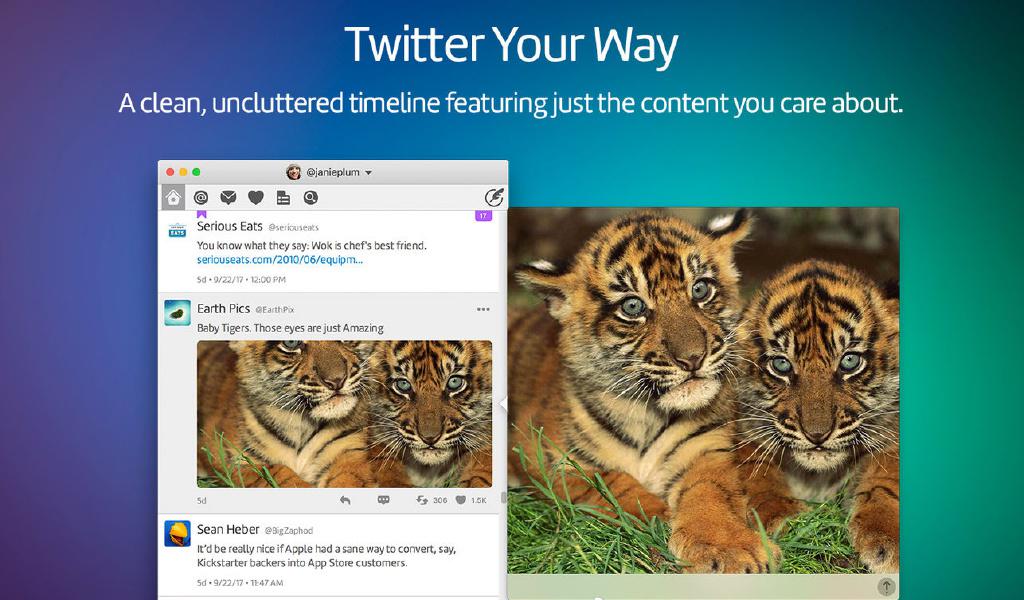 Twitter Your Way
A clean, uncluttered timeline featuring just the content you care about.
@janieplum
17
EATS
Serious Eats @seriouseats
You know what they say: Wok is chef's best friend.
seriouseats.com/2010/06/equipm...
5d • 9/22/17 • 12:00 PM
Earth Pics @EarthPix
Baby Tigers. Those eyes are just Amazing
5d
306 1.5K
Sean Heber @BigZaphod
It'd be really nice if Apple had a sane way to convert, say,
Kickstarter backers into App Store customers.
5d • 9/22/17 • 11:47 AM